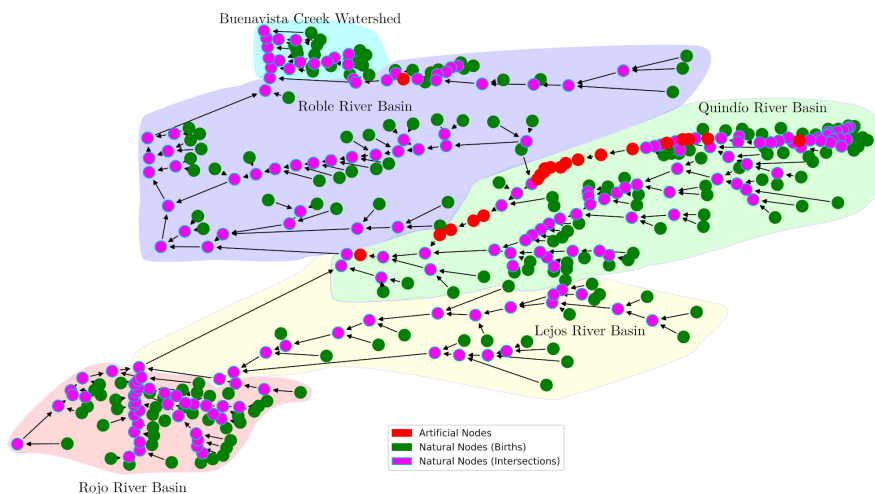 Buenavista Creek Watershed
Roble River Basin
Quindío River Basin
Lejos River Basin
Artificial Nodes
Natural Nodes (Births)
Natural Nodes (Intersections)
Rojo River Basin